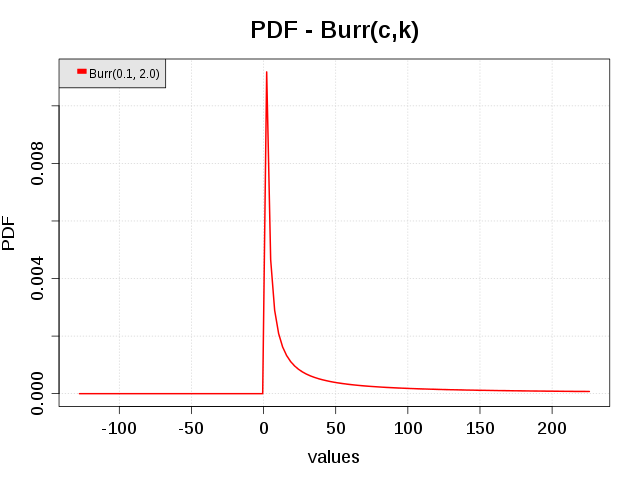 PDF - Burr(c,k)
Burr(0.1, 2.0)
0.008
0.004
0.000
PDF
-100 -50 0 50 100 150 200
values